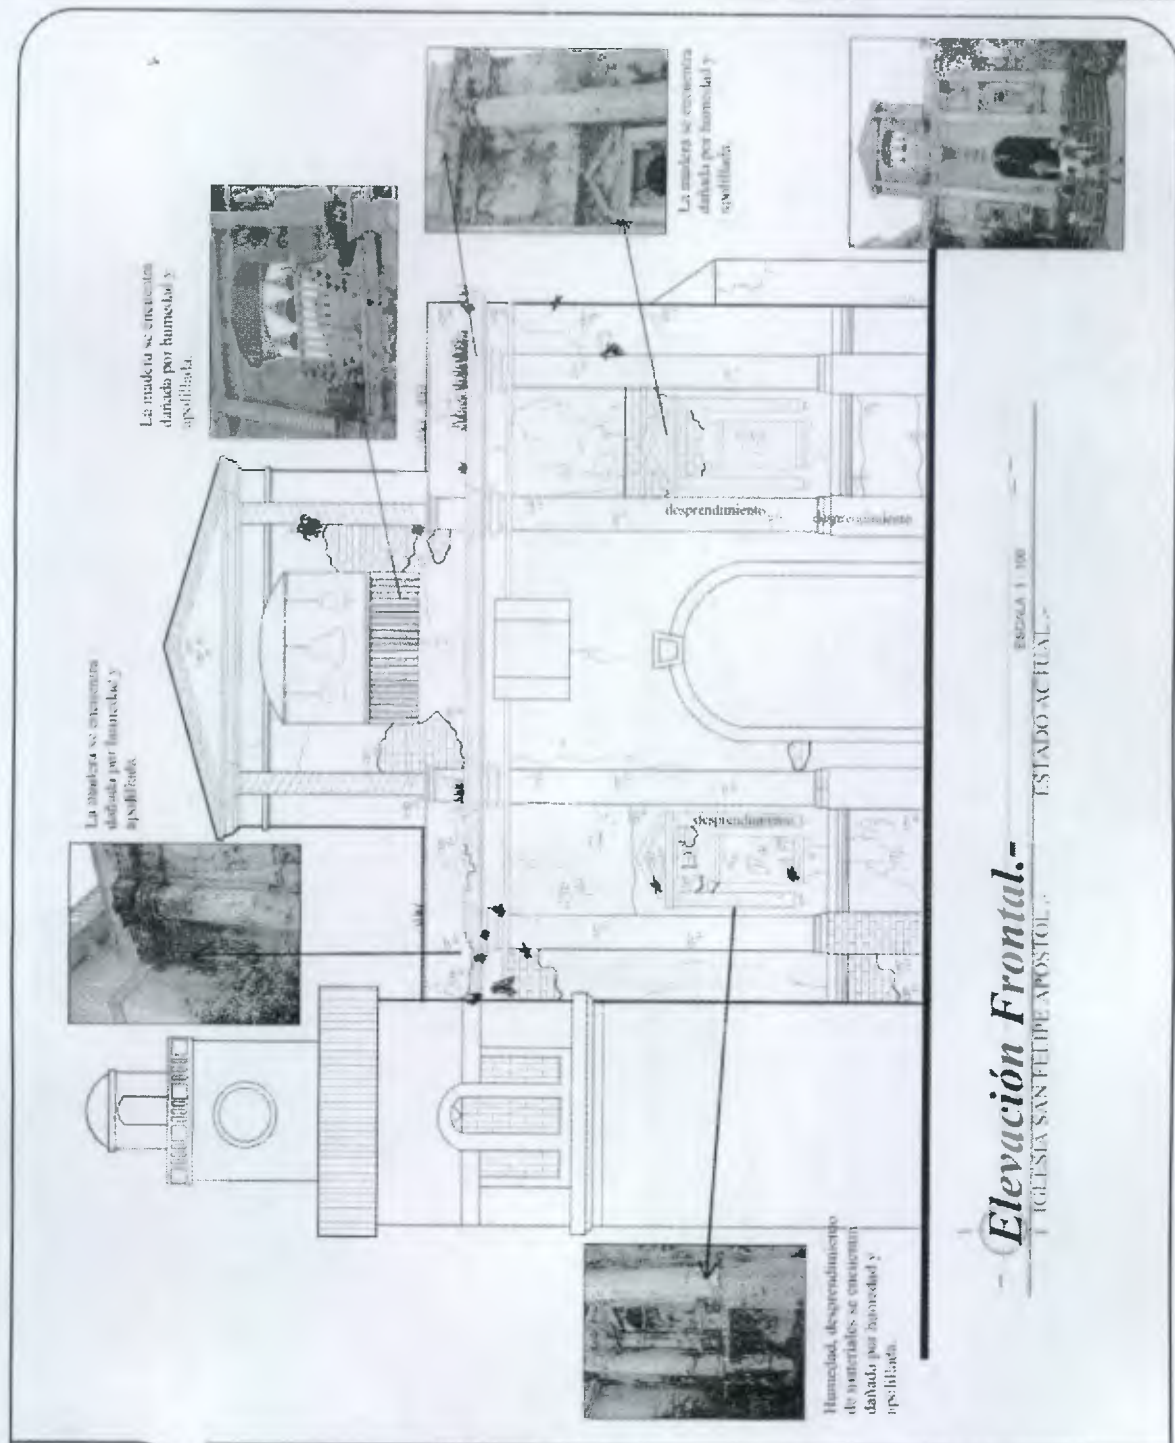 La madera se encuentra
dañada por humedad y
apolillada.
La madera se encuentra
dañada por humedad y
apolillada.
La madera se encuentra
dañada por humedad y
apolillada.
Humedad, desprendimiento
de materiales se encuentran
dañada por humedad y
apolillada.
desprendimiento
desprendimiento
desprendimiento
Elevación Frontal.-
IGLESIA SAN FELIPE APOSTOL.-
ESTADO ACTUAL.-
ESCALA 1:100